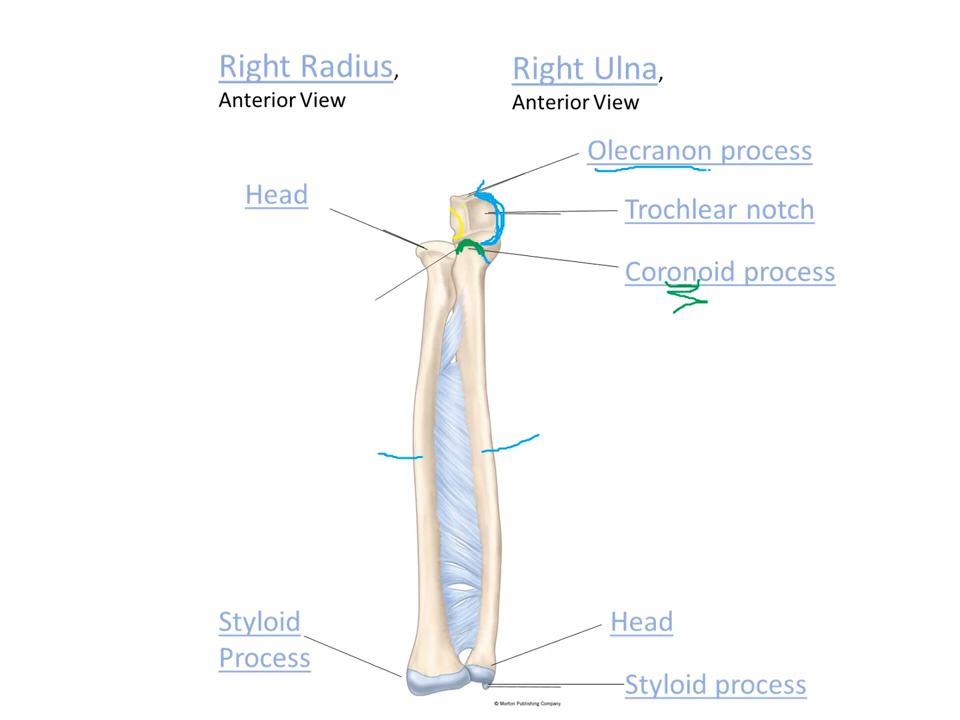 Right Radius,
Anterior View
Right Ulna,
Anterior View
Olecranon process
Head
Trochlear notch
Coronoid process
Styloid
Process
Head
Styloid process
© Morton Publishing Company